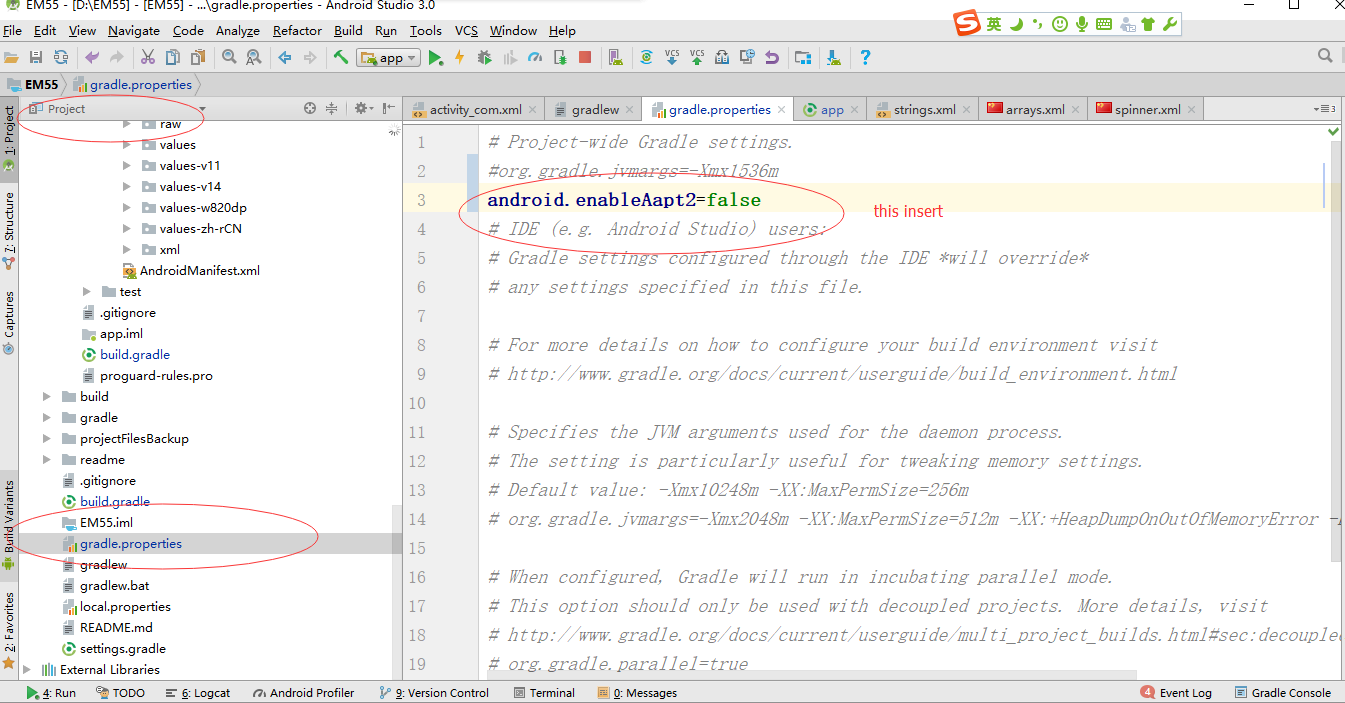 EM55 - [D:\EM55] - [EM55] - ...\gradle.properties - Android Studio 3.0
英
File Edit View Navigate Code Analyze Refactor Build Run Tools VCS Window Help
app
VCS VCS
EM55 gradle.properties
Project
activity_com.xml gradlew gradle.properties app strings.xml arrays.xml spinner.xml
1: Project
7: Structure
Captures
Build Variants
2: Favorites
raw
values
values-v11
values-v14
values-w820dp
values-zh-rCN
xml
AndroidManifest.xml
test
.gitignore
app.iml
build.gradle
proguard-rules.pro
build
gradle
projectFilesBackup
readme
.gitignore
build.gradle
EM55.iml
gradle.properties
gradlew
gradlew.bat
local.properties
README.md
settings.gradle
External Libraries
1 # Project-wide Gradle settings.
2 #org.gradle.jvmargs=-Xmx1536m
3 android.enableAapt2=false
this insert
4 # IDE (e.g. Android Studio) users:
5 # Gradle settings configured through the IDE *will override*
6 # any settings specified in this file.
7
8 # For more details on how to configure your build environment visit
9 # http://www.gradle.org/docs/current/userguide/build_environment.html
10
11 # Specifies the JVM arguments used for the daemon process.
12 # The setting is particularly useful for tweaking memory settings.
13 # Default value: -Xmx10248m -XX:MaxPermSize=256m
14 # org.gradle.jvmargs=-Xmx2048m -XX:MaxPermSize=512m -XX:+HeapDumpOnOutOfMemoryError
15
16 # When configured, Gradle will run in incubating parallel mode.
17 # This option should only be used with decoupled projects. More details, visit
18 # http://www.gradle.org/docs/current/userguide/multi_project_builds.html#sec:decouple
19 # org.gradle.parallel=true
4: Run TODO 6: Logcat Android Profiler 9: Version Control Terminal 0: Messages 4 Event Log Gradle Console